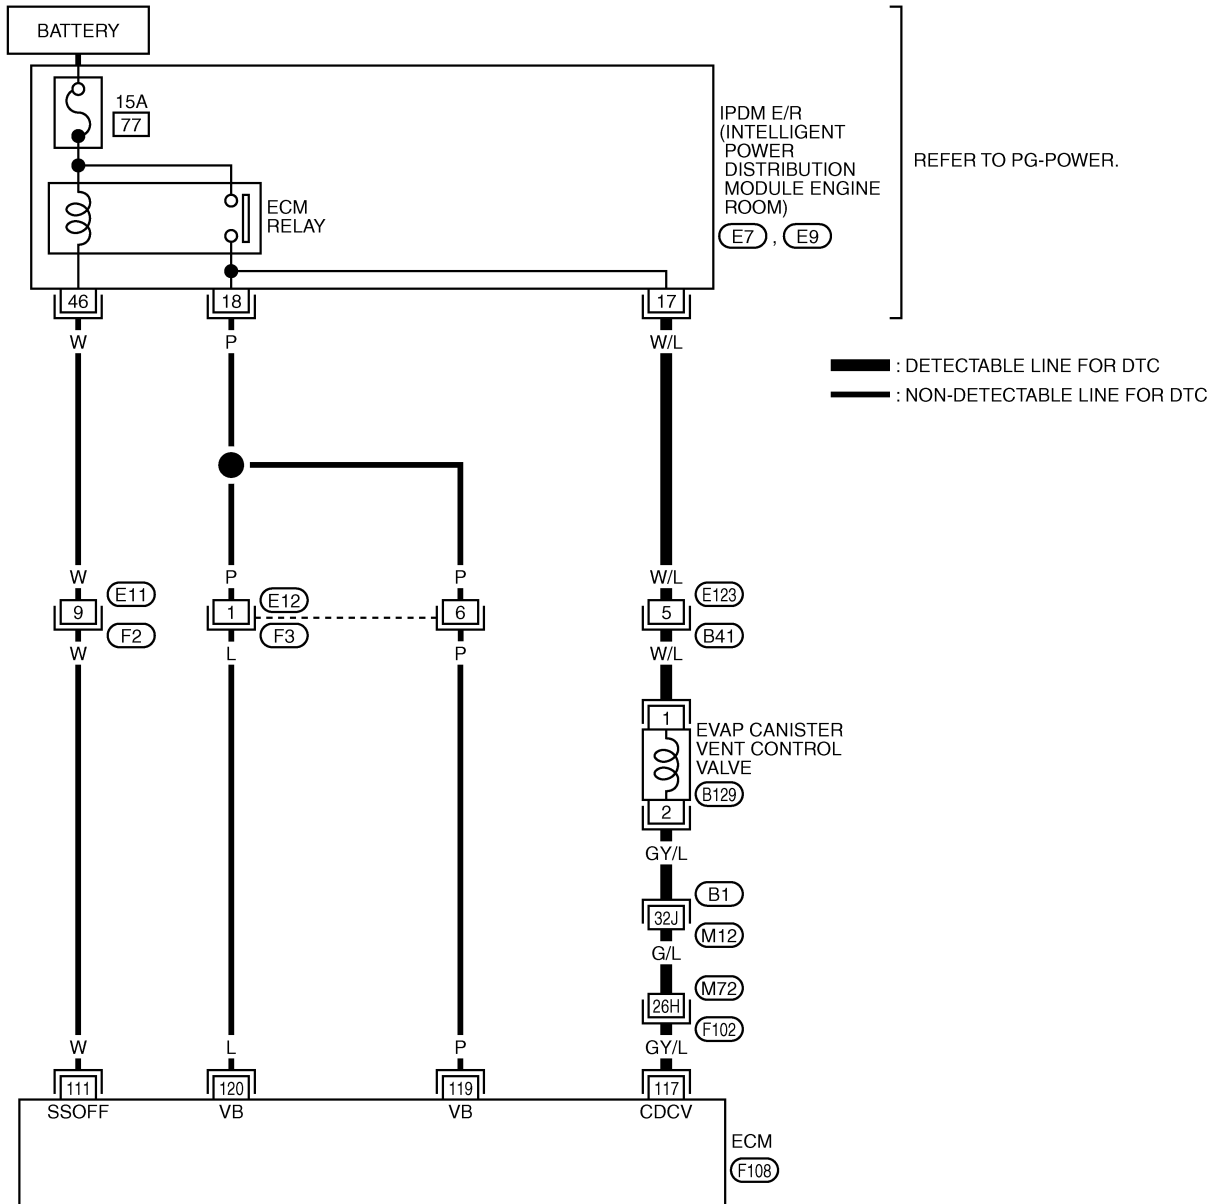 BATTERY
15A
77
ECM
RELAY
IPDM E/R
(INTELLIGENT
POWER
DISTRIBUTION
MODULE ENGINE
ROOM)
E7 , E9
REFER TO PG-POWER.
46 18 17
W P W/L
: DETECTABLE LINE FOR DTC
: NON-DETECTABLE LINE FOR DTC
W P P W/L
E11 E12 E123
9 1 6 5
F2 F3 B41
W L P W/L
1
EVAP CANISTER
VENT CONTROL
VALVE
B129
2
GY/L
B1
32J
M12
G/L
M72
26H
F102
W L P GY/L
111 120 119 117
SSOFF VB VB CDCV
ECM
F108